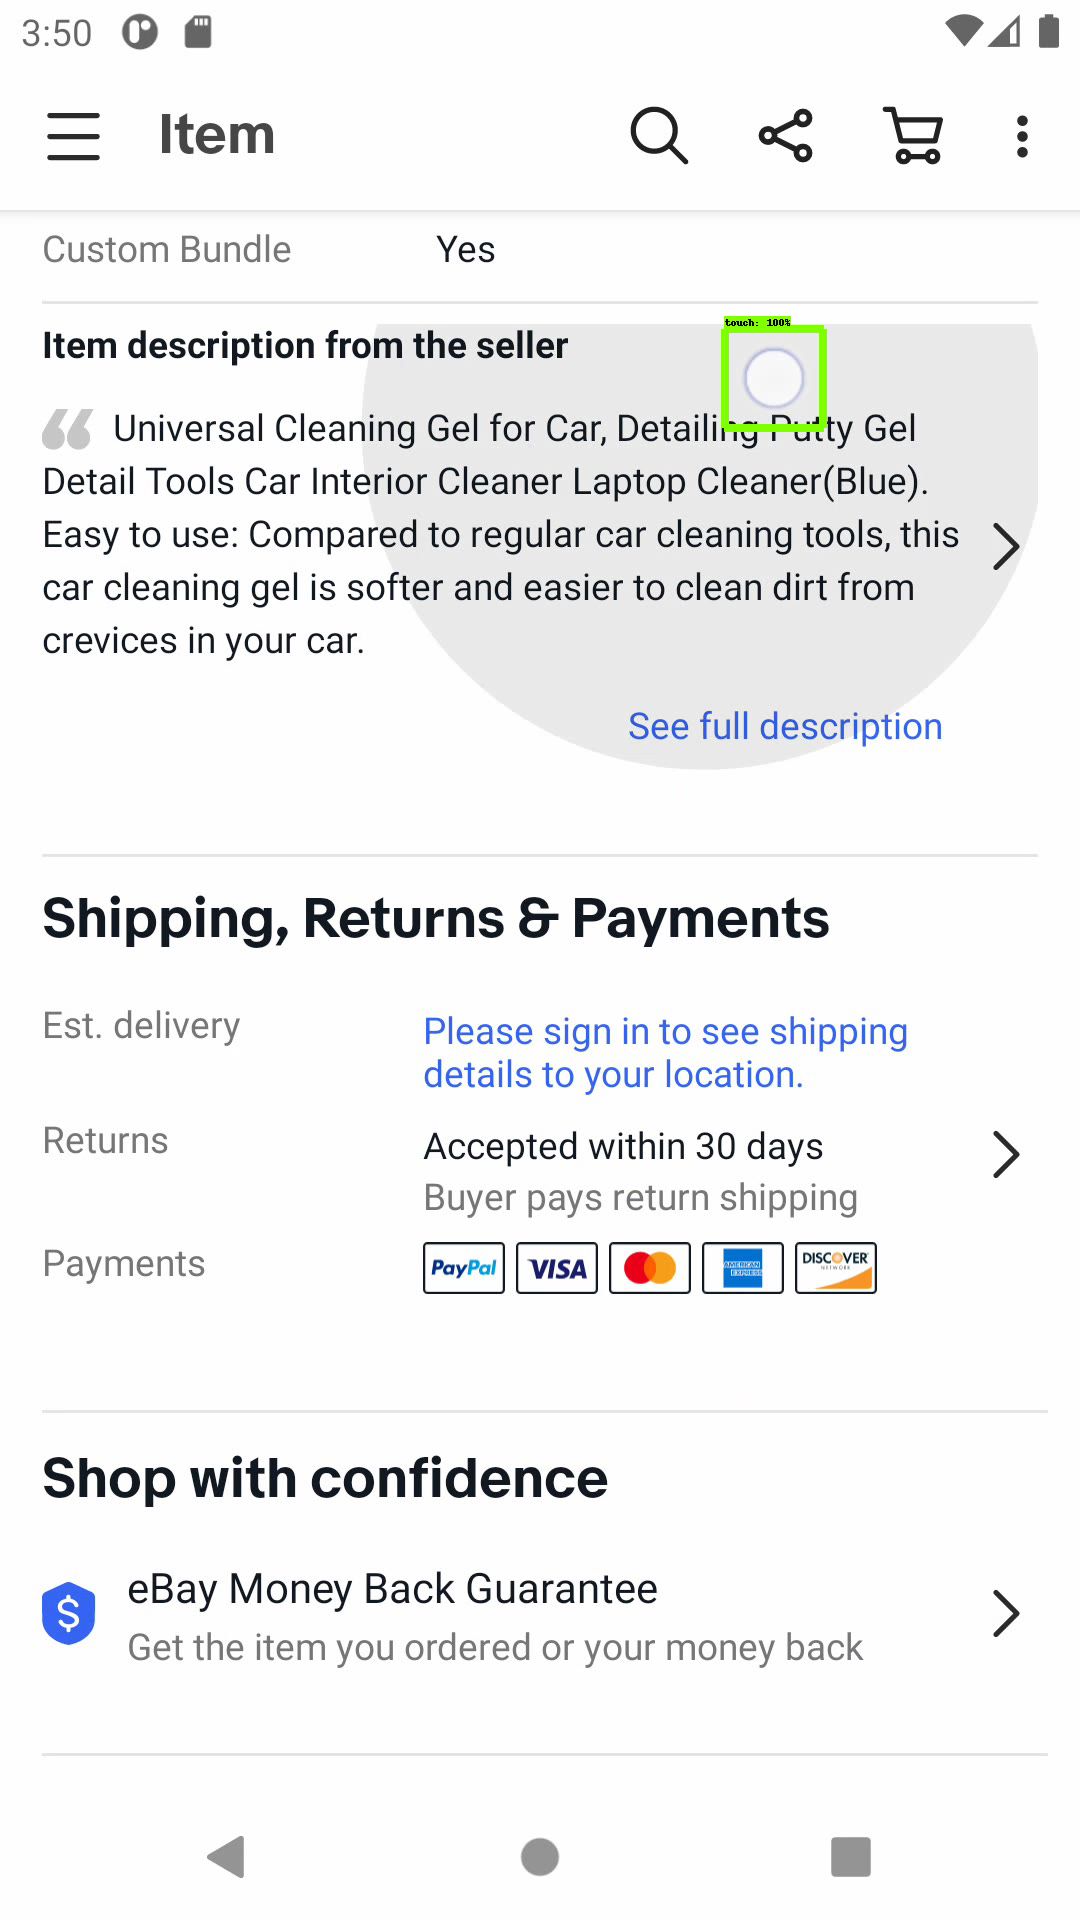 3:50
Item
Custom Bundle Yes
touch: 100%
Item description from the seller
Universal Cleaning Gel for Car, Detailing Putty Gel
Detail Tools Car Interior Cleaner Laptop Cleaner(Blue).
Easy to use: Compared to regular car cleaning tools, this
car cleaning gel is softer and easier to clean dirt from
crevices in your car.
See full description
Shipping, Returns & Payments
Est. delivery Please sign in to see shipping
details to your location.
Returns Accepted within 30 days
Buyer pays return shipping
Payments PayPal VISA AMERICAN EXPRESS DISCOVER NETWORK
Shop with confidence
eBay Money Back Guarantee
Get the item you ordered or your money back